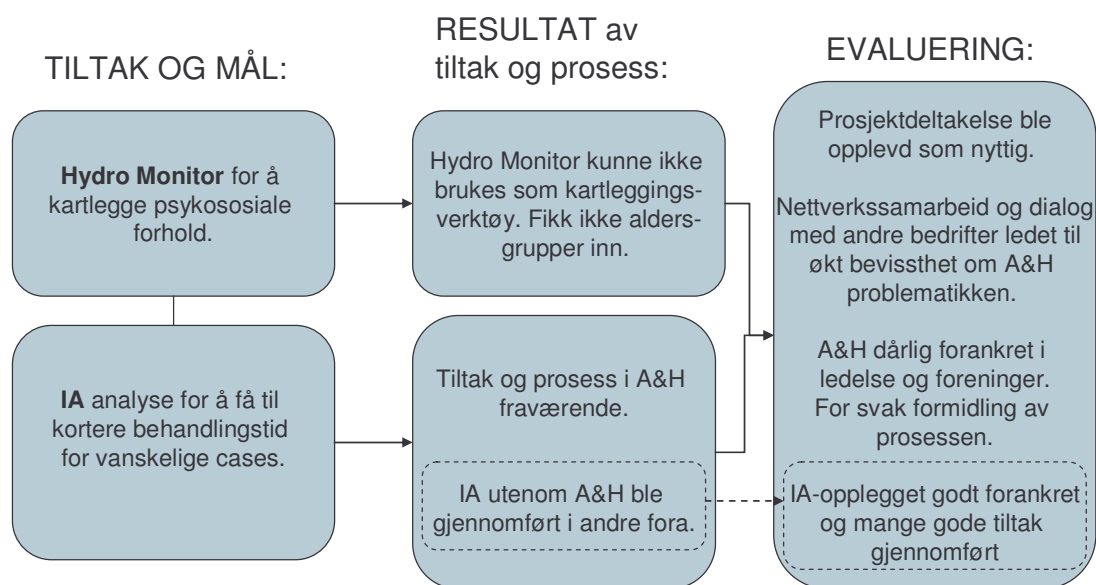 TILTAK OG MÅL:
Hydro Monitor for å
kartlegge psykososiale
forhold.
IA analyse for å få til
kortere behandlingstid
for vanskelige cases.
RESULTAT av
tiltak og prosess:
Hydro Monitor kunne ikke
brukes som kartleggings-
verktøy. Fikk ikke alders-
grupper inn.
Tiltak og prosess i A&H
fraværende.
IA utenom A&H ble
gjennomført i andre fora.
EVALUERING:
Prosjektdeltakelse ble
opplevd som nyttig.
Nettverkssamarbeid og dialog
med andre bedrifter ledet til
økt bevissthet om A&H
problematikken.
A&H dårlig forankret i
ledelse og foreninger.
For svak formidling av
prosessen.
IA-opplegget godt forankret
og mange gode tiltak
gjennomført